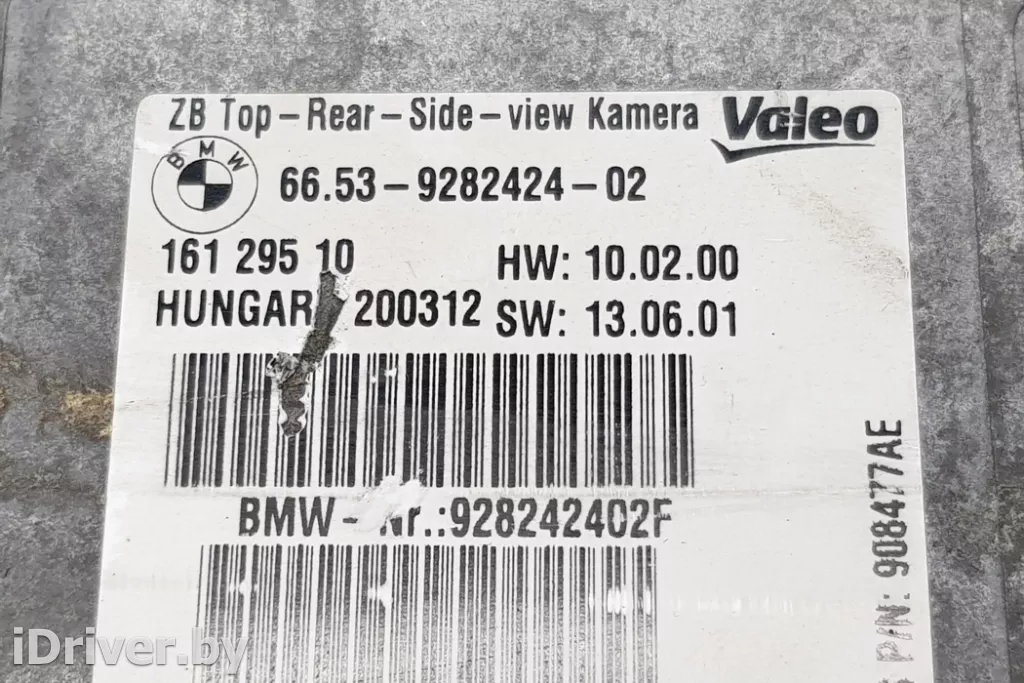 ZB Top-Rear-Side-view Kamera Valeo
BMW
66.53-9282424-02
161 295 10 HW: 10.02.00
HUNGAR 200312 SW: 13.06.01
BMW-Nr.:928242402F
P/N: 908477AE
iDriver.by